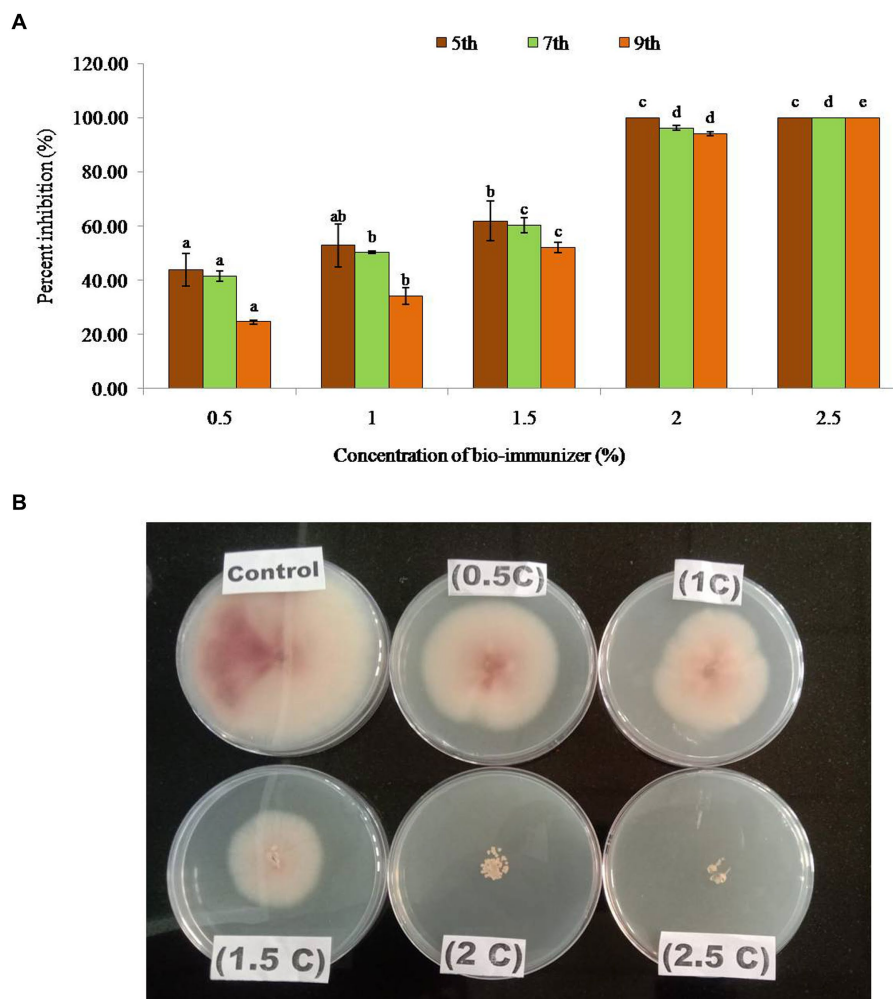 A
5th 7th 9th
120.00
100.00
80.00
60.00
40.00
20.00
0.00
Percent inhibition (%)
a a a
ab b b
b c c
c d d
c d e
0.5 1 1.5 2 2.5
Concentration of bio-immunizer (%)
B
Control (0.5C) (1C)
(1.5 C) (2 C) (2.5 C)